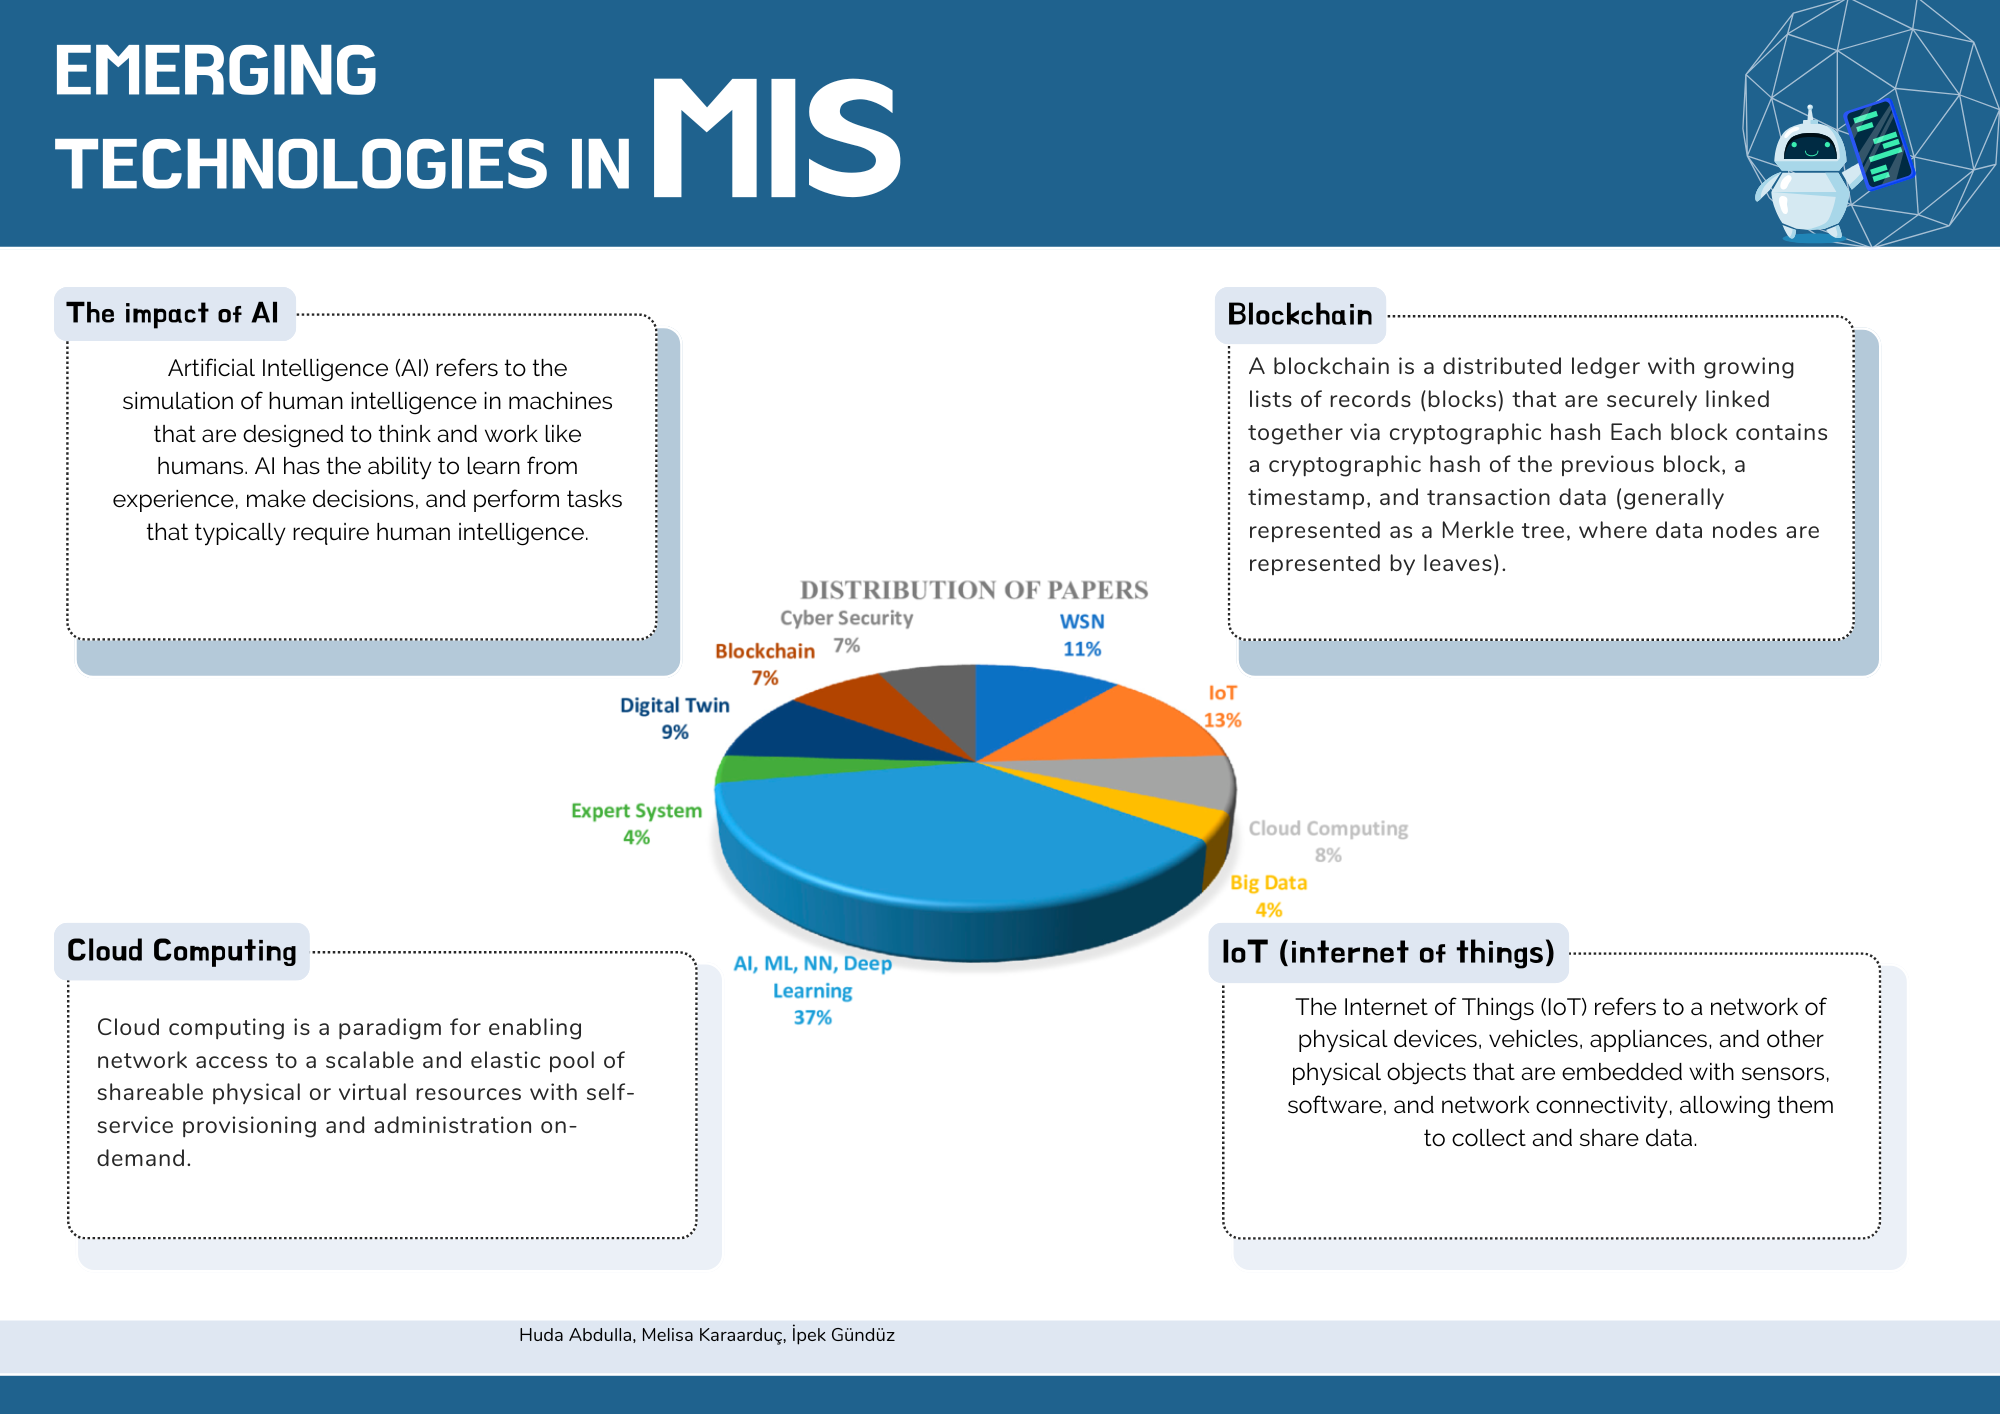 EMERGING
TECHNOLOGIES IN MIS
The impact of AI
Artificial Intelligence (AI) refers to the
simulation of human intelligence in machines
that are designed to think and work like
humans. AI has the ability to learn from
experience, make decisions, and perform tasks
that typically require human intelligence.
Blockchain
A blockchain is a distributed ledger with growing
lists of records (blocks) that are securely linked
together via cryptographic hash Each block contains
a cryptographic hash of the previous block, a
timestamp, and transaction data (generally
represented as a Merkle tree, where data nodes are
represented by leaves).
DISTRIBUTION OF PAPERS
Cyber Security
7%
WSN
11%
Blockchain
7%
IoT
13%
Digital Twin
9%
Expert System
4%
Cloud Computing
8%
Big Data
4%
AI, ML, NN, Deep
Learning
37%
Cloud Computing
Cloud computing is a paradigm for enabling
network access to a scalable and elastic pool of
shareable physical or virtual resources with self-
service provisioning and administration on-
demand.
IoT (internet of things)
The Internet of Things (IoT) refers to a network of
physical devices, vehicles, appliances, and other
physical objects that are embedded with sensors,
software, and network connectivity, allowing them
to collect and share data.
Huda Abdulla, Melisa Karaarduç, İpek Gündüz